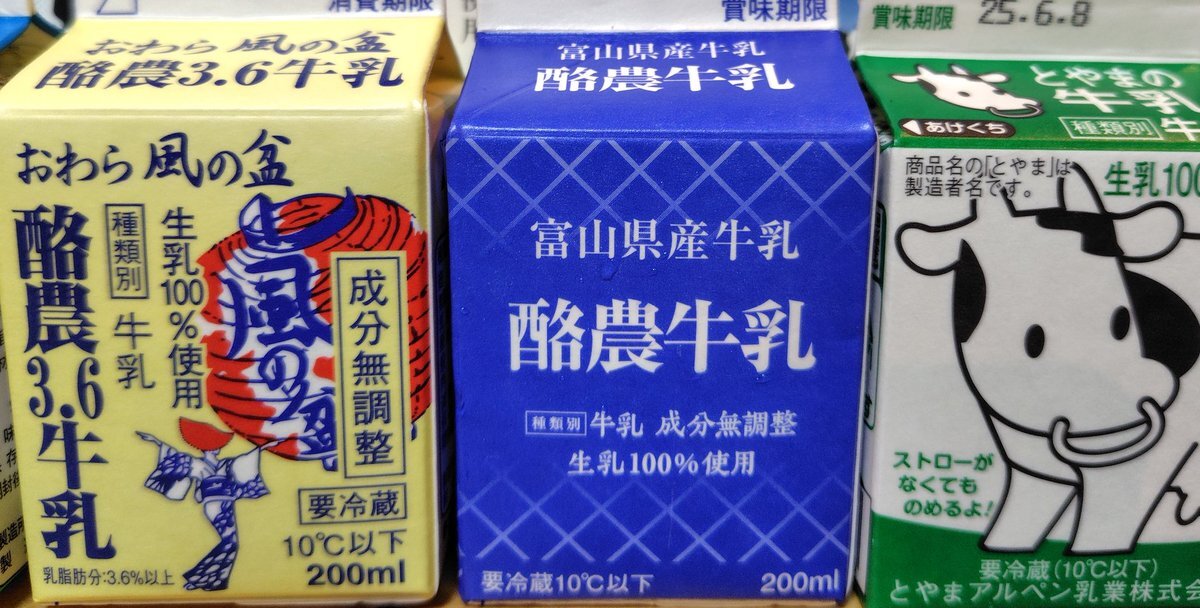 消費期限
おわら風の盆
酪農3.6牛乳
おわら風の盆
酪農3.6牛乳
種類別
牛乳
生乳100%使用
風の盆
成分無調整
要冷蔵
10℃以下
200ml
乳脂肪分:3.6%以上
賞味期限
富山県産牛乳
酪農牛乳
富山県産牛乳
酪農牛乳
種類別 牛乳 成分無調整
生乳100%使用
要冷蔵10℃以下
200ml
賞味期限 25.6.8
とやまの
牛乳
あけくち
種類別 牛
商品名の「とやま」は
製造者名です。
生乳100
ストローが
なくても
のめるよ!
要冷蔵(10℃以下)
とやまアルペン乳業株式会